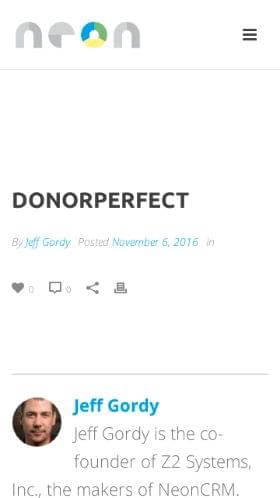 neon
DONORPERFECT
By Jeff Gordy Posted November 6, 2016 in
0 0
Jeff Gordy
Jeff Gordy is the co-
founder of Z2 Systems,
Inc., the makers of NeonCRM.